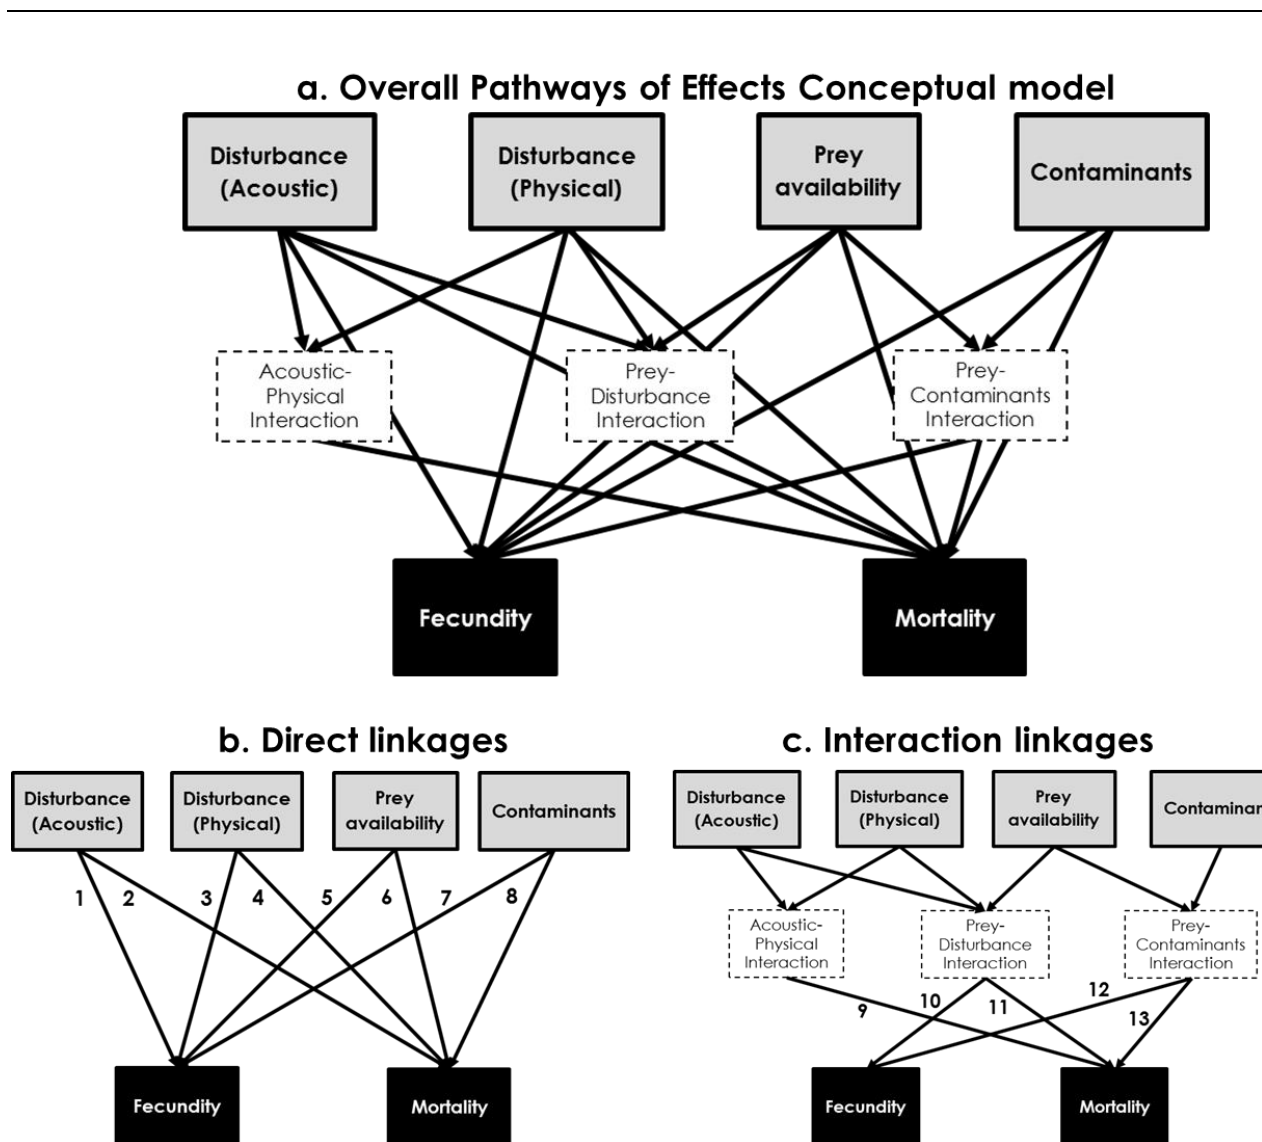 a. Overall Pathways of Effects Conceptual model
Disturbance
(Acoustic)
Disturbance
(Physical)
Prey
availability
Contaminants
Acoustic-
Physical
Interaction
Prey-
Disturbance
Interaction
Prey-
Contaminants
Interaction
Fecundity
Mortality
b. Direct linkages
Disturbance
(Acoustic)
Disturbance
(Physical)
Prey
availability
Contaminants
1
2
3
4
5
6
7
8
Fecundity
Mortality
c. Interaction linkages
Disturbance
(Acoustic)
Disturbance
(Physical)
Prey
availability
Contaminan
Acoustic-
Physical
Interaction
Prey-
Disturbance
Interaction
Prey-
Contaminants
Interaction
9
10
11
12
13
Fecundity
Mortality